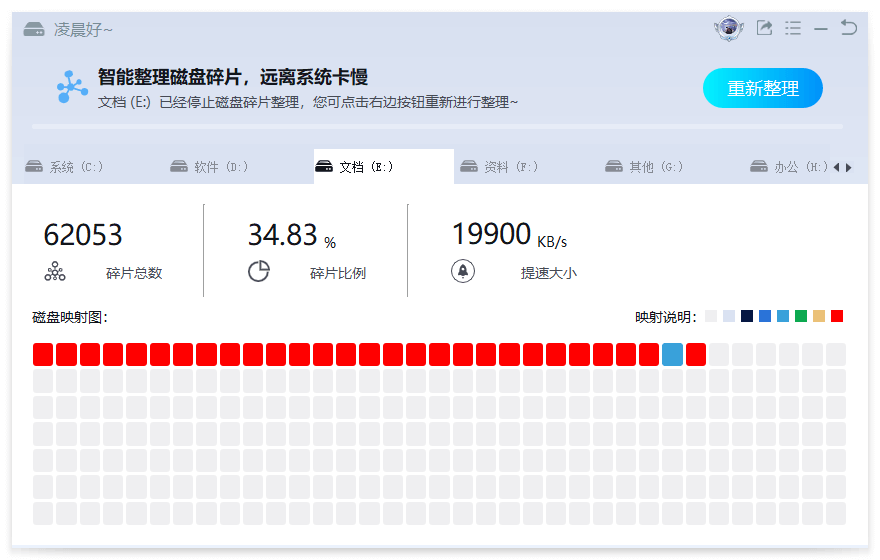 凌晨好~
智能整理磁盘碎片，远离系统卡慢
文档 (E:) 已经停止磁盘碎片整理，您可点击右边按钮重新进行整理~
重新整理
系统 (C:) 软件 (D:) 文档 (E:) 资料 (F:) 其他 (G:) 办公 (H:)
62053 34.83 % 19900 KB/s
碎片总数 碎片比例 提速大小
磁盘映射图： 映射说明：